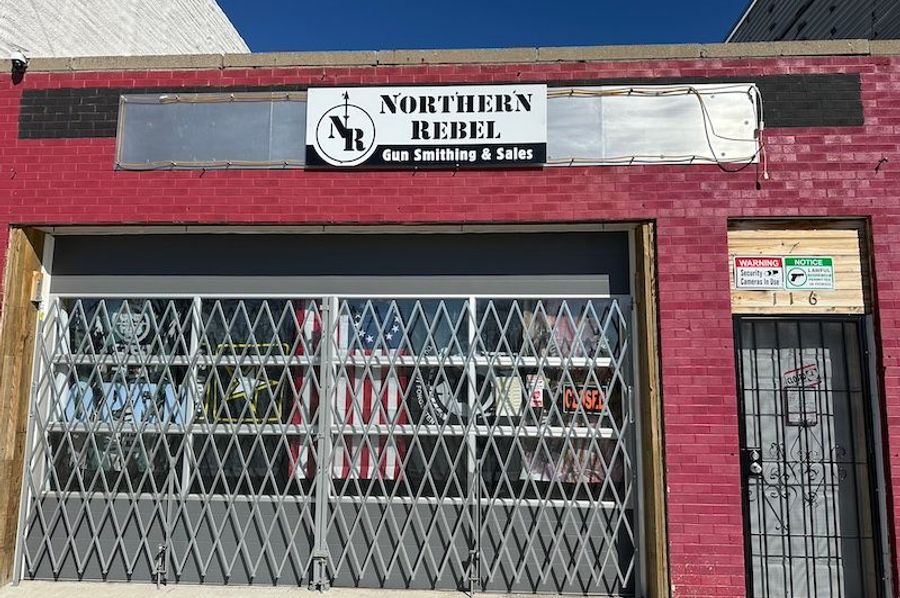 NR
NORTHERN
REBEL
Gun Smithing & Sales
WARNING
Security
Cameras In Use
NOTICE
LAWFUL
116
CLOSED